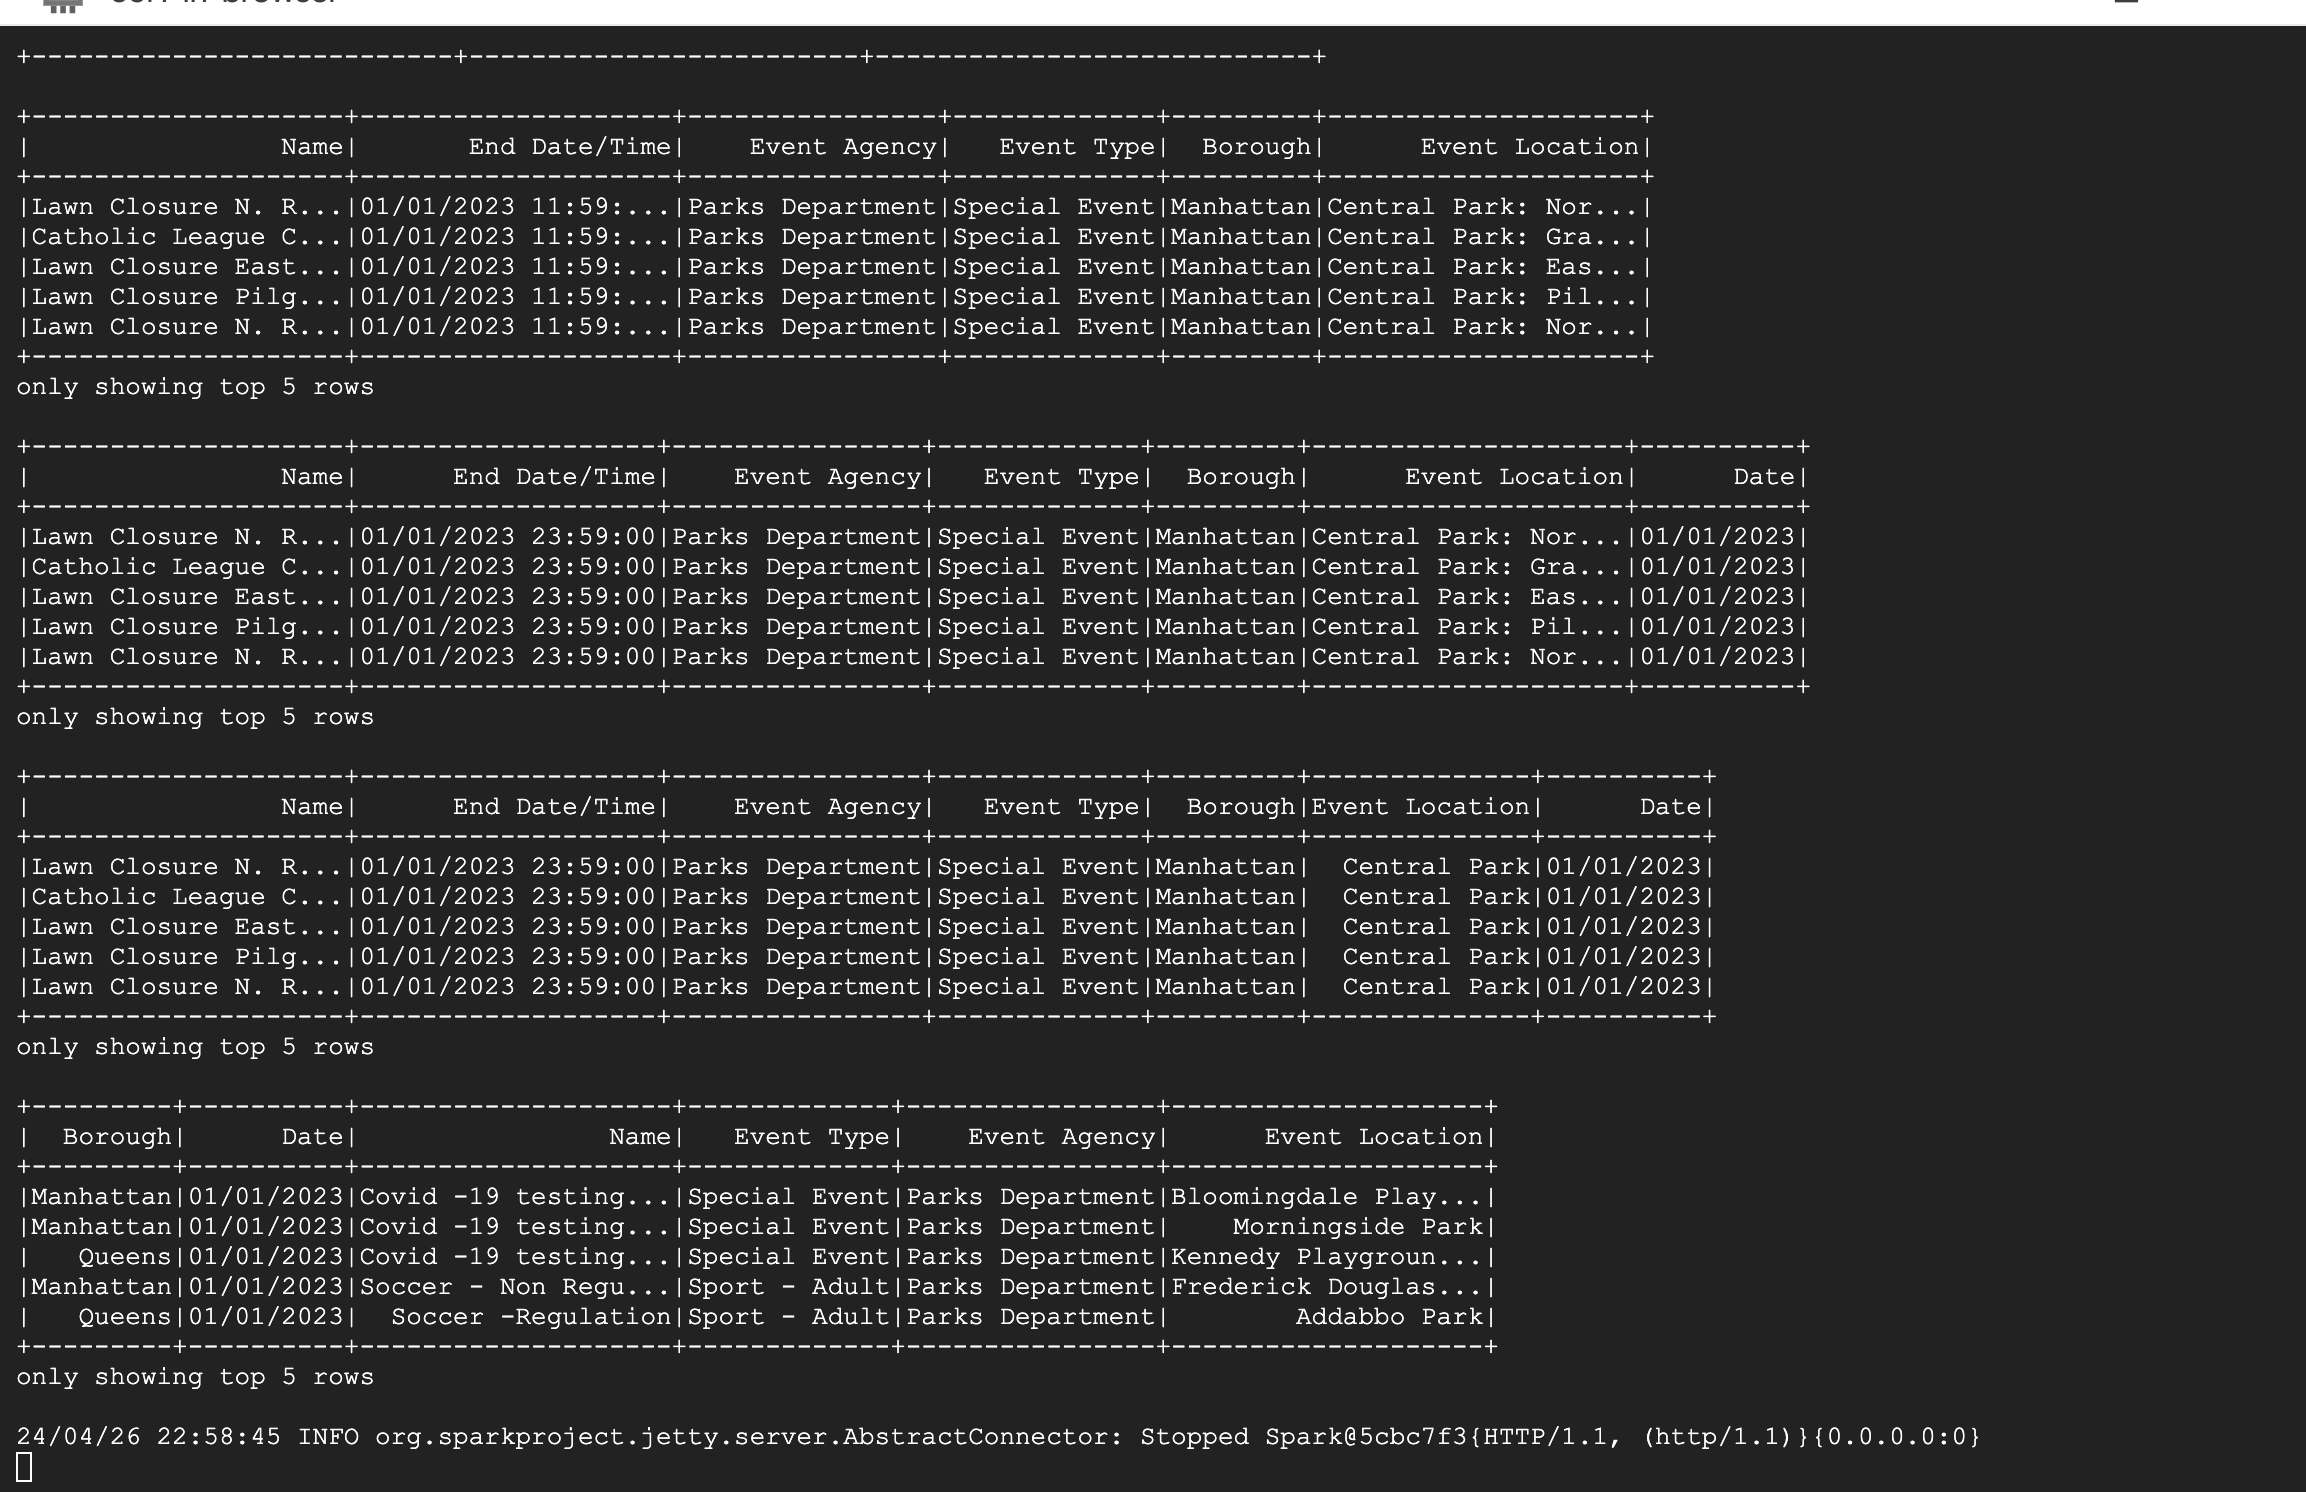 +---------------------------+-------------------------+----------------------------+

+--------------------+--------------------+----------------+-------------+---------+--------------------+
|                Name|       End Date/Time|    Event Agency|   Event Type|  Borough|      Event Location|
+--------------------+--------------------+----------------+-------------+---------+--------------------+
|Lawn Closure N. R...|01/01/2023 11:59:...|Parks Department|Special Event|Manhattan|Central Park: Nor...|
|Catholic League C...|01/01/2023 11:59:...|Parks Department|Special Event|Manhattan|Central Park: Gra...|
|Lawn Closure East...|01/01/2023 11:59:...|Parks Department|Special Event|Manhattan|Central Park: Eas...|
|Lawn Closure Pilg...|01/01/2023 11:59:...|Parks Department|Special Event|Manhattan|Central Park: Pil...|
|Lawn Closure N. R...|01/01/2023 11:59:...|Parks Department|Special Event|Manhattan|Central Park: Nor...|
+--------------------+--------------------+----------------+-------------+---------+--------------------+
only showing top 5 rows

+--------------------+-------------------+----------------+-------------+---------+--------------------+----------+
|                Name|      End Date/Time|    Event Agency|   Event Type|  Borough|      Event Location|      Date|
+--------------------+-------------------+----------------+-------------+---------+--------------------+----------+
|Lawn Closure N. R...|01/01/2023 23:59:00|Parks Department|Special Event|Manhattan|Central Park: Nor...|01/01/2023|
|Catholic League C...|01/01/2023 23:59:00|Parks Department|Special Event|Manhattan|Central Park: Gra...|01/01/2023|
|Lawn Closure East...|01/01/2023 23:59:00|Parks Department|Special Event|Manhattan|Central Park: Eas...|01/01/2023|
|Lawn Closure Pilg...|01/01/2023 23:59:00|Parks Department|Special Event|Manhattan|Central Park: Pil...|01/01/2023|
|Lawn Closure N. R...|01/01/2023 23:59:00|Parks Department|Special Event|Manhattan|Central Park: Nor...|01/01/2023|
+--------------------+-------------------+----------------+-------------+---------+--------------------+----------+
only showing top 5 rows

+--------------------+-------------------+----------------+-------------+---------+--------------+----------+
|                Name|      End Date/Time|    Event Agency|   Event Type|  Borough|Event Location|      Date|
+--------------------+-------------------+----------------+-------------+---------+--------------+----------+
|Lawn Closure N. R...|01/01/2023 23:59:00|Parks Department|Special Event|Manhattan|  Central Park|01/01/2023|
|Catholic League C...|01/01/2023 23:59:00|Parks Department|Special Event|Manhattan|  Central Park|01/01/2023|
|Lawn Closure East...|01/01/2023 23:59:00|Parks Department|Special Event|Manhattan|  Central Park|01/01/2023|
|Lawn Closure Pilg...|01/01/2023 23:59:00|Parks Department|Special Event|Manhattan|  Central Park|01/01/2023|
|Lawn Closure N. R...|01/01/2023 23:59:00|Parks Department|Special Event|Manhattan|  Central Park|01/01/2023|
+--------------------+-------------------+----------------+-------------+---------+--------------+----------+
only showing top 5 rows

+---------+----------+--------------------+-------------+----------------+--------------------+
|  Borough|      Date|                Name|   Event Type|    Event Agency|      Event Location|
+---------+----------+--------------------+-------------+----------------+--------------------+
|Manhattan|01/01/2023|Covid -19 testing...|Special Event|Parks Department|Bloomingdale Play...|
|Manhattan|01/01/2023|Covid -19 testing...|Special Event|Parks Department|    Morningside Park|
|   Queens|01/01/2023|Covid -19 testing...|Special Event|Parks Department|Kennedy Playgroun...|
|Manhattan|01/01/2023|Soccer - Non Regu...|Sport - Adult|Parks Department|Frederick Douglas...|
|   Queens|01/01/2023|  Soccer -Regulation|Sport - Adult|Parks Department|        Addabbo Park|
+---------+----------+--------------------+-------------+----------------+--------------------+
only showing top 5 rows

24/04/26 22:58:45 INFO org.sparkproject.jetty.server.AbstractConnector: Stopped Spark@5cbc7f3{HTTP/1.1, (http/1.1)}{0.0.0.0:0}